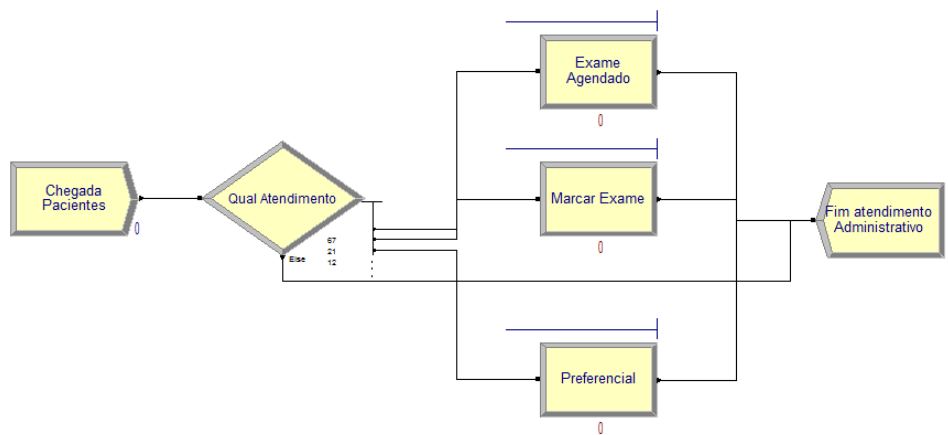 Exame
Agendado
0
Chegada
Pacientes
0
Qual Atendimento
67
21
12
Else
Marcar Exame
0
Fim atendimento
Administrativo
Preferencial
0